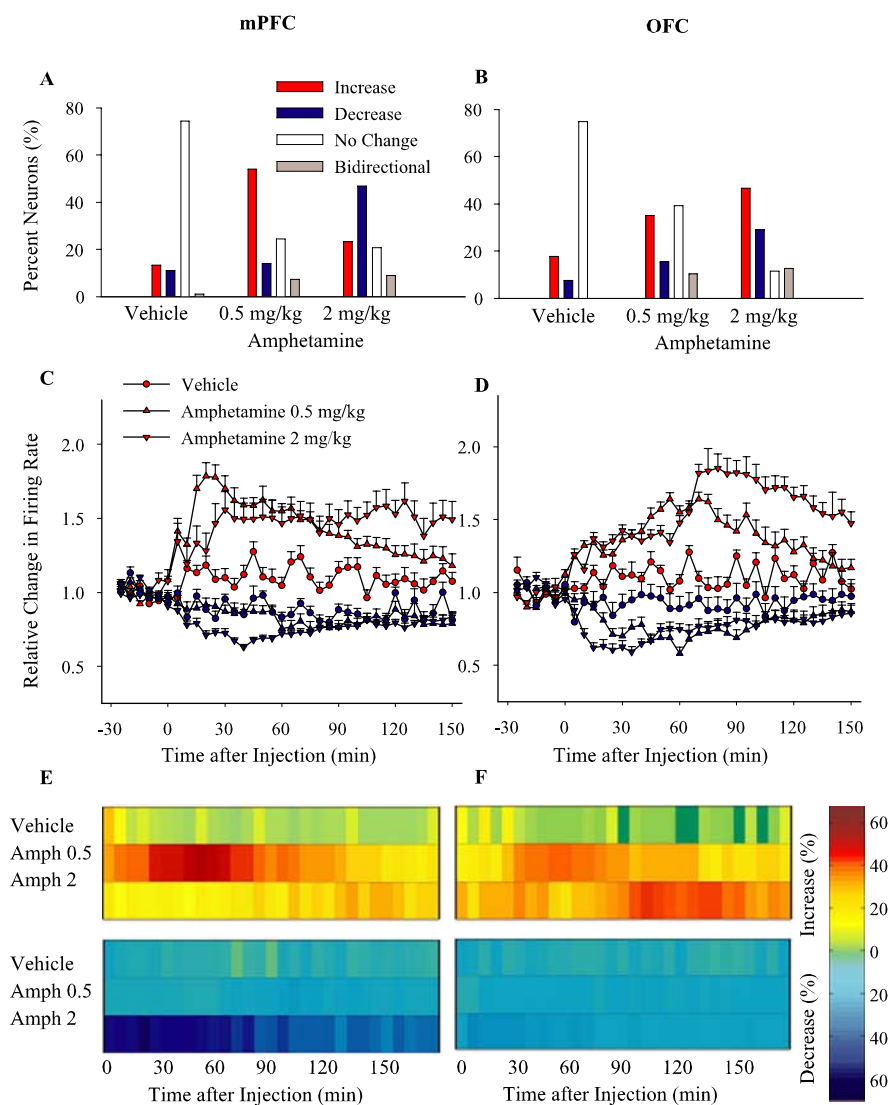 mPFC
OFC
A
B
Increase
Decrease
No Change
Bidirectional
Percent Neurons (%)
80
60
40
20
0
Vehicle
0.5 mg/kg
2 mg/kg
Amphetamine
80
60
40
20
0
Vehicle
0.5 mg/kg
2 mg/kg
Amphetamine
C
D
Vehicle
Amphetamine 0.5 mg/kg
Amphetamine 2 mg/kg
Relative Change in Firing Rate
2.0
1.5
1.0
0.5
-30 0 30 60 90 120 150
Time after Injection (min)
2.0
1.5
1.0
0.5
-30 0 30 60 90 120 150
Time after Injection (min)
E
F
Vehicle
Amph 0.5
Amph 2
Vehicle
Amph 0.5
Amph 2
0 30 60 90 120 150
Time after Injection (min)
0 30 60 90 120 150
Time after Injection (min)
Increase (%)
Decrease (%)
60
40
20
0
20
40
60